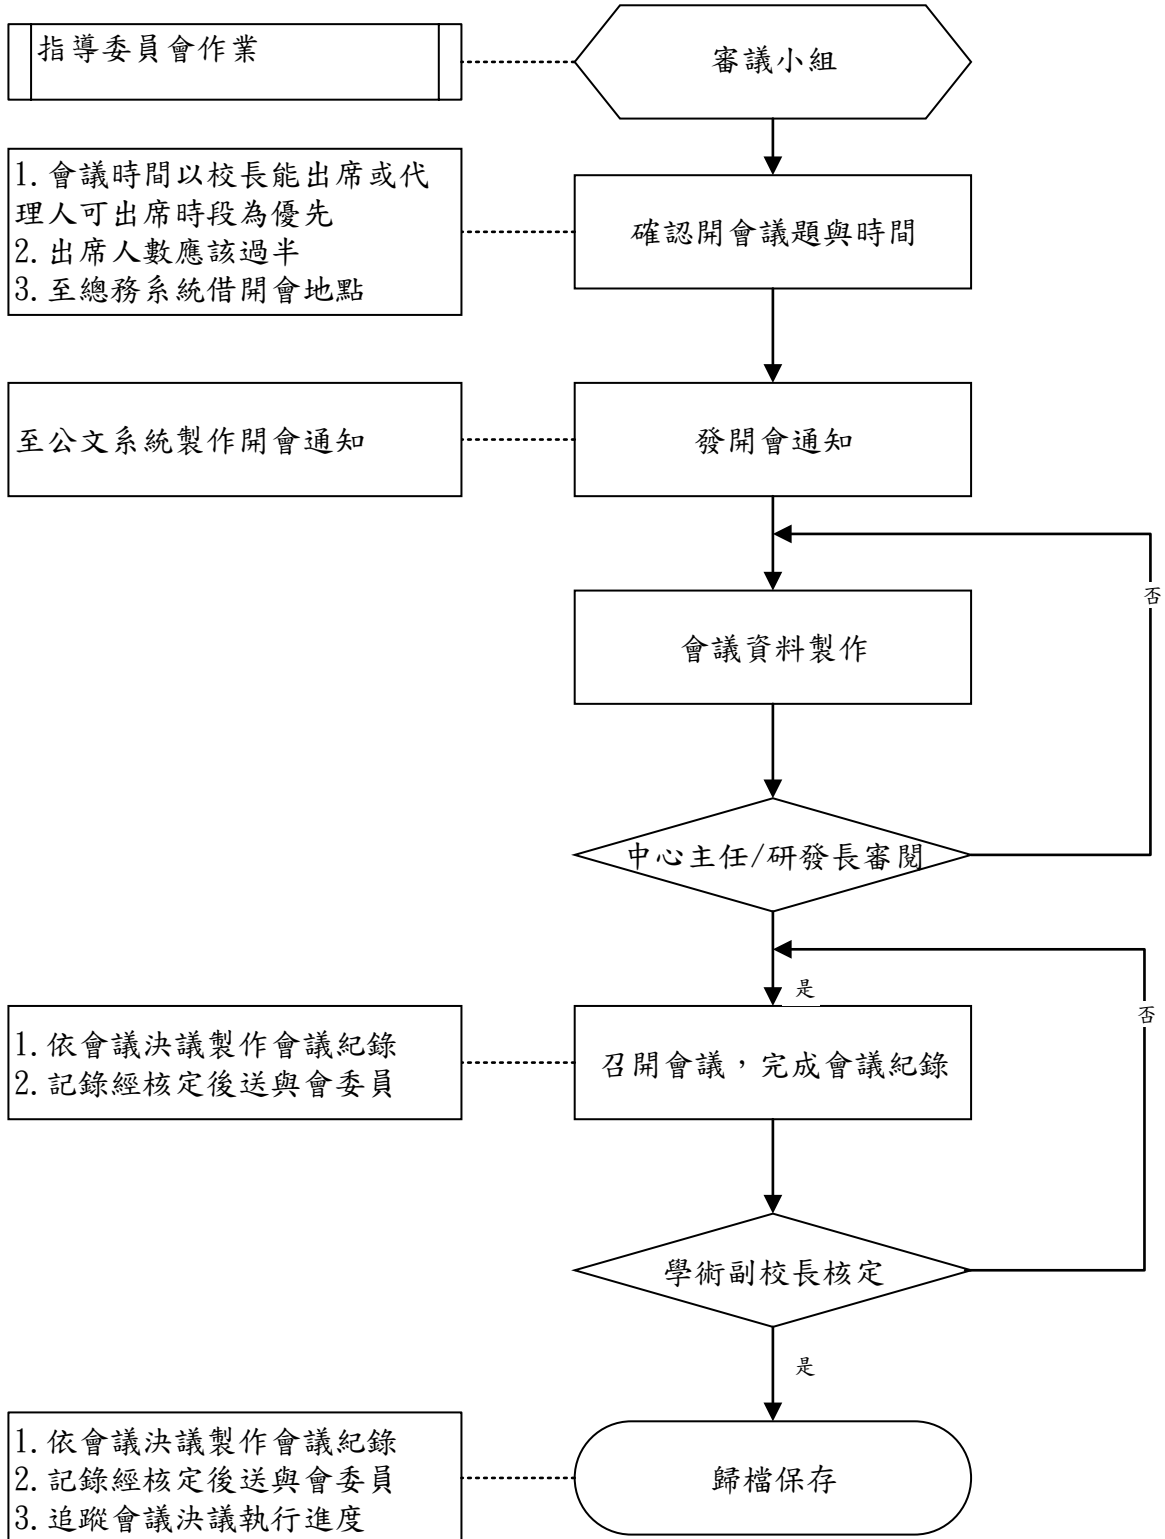 指導委員會作業
審議小組
1. 會議時間以校長能出席或代
理人可出席時段為優先
2. 出席人數應該過半
3. 至總務系統借開會地點
確認開會議題與時間
至公文系統製作開會通知
發開會通知
否
會議資料製作
中心主任/研發長審閱
是
否
1. 依會議決議製作會議紀錄
2. 記錄經核定後送與會委員
召開會議，完成會議紀錄
學術副校長核定
是
1. 依會議決議製作會議紀錄
2. 記錄經核定後送與會委員
3. 追蹤會議決議執行進度
歸檔保存